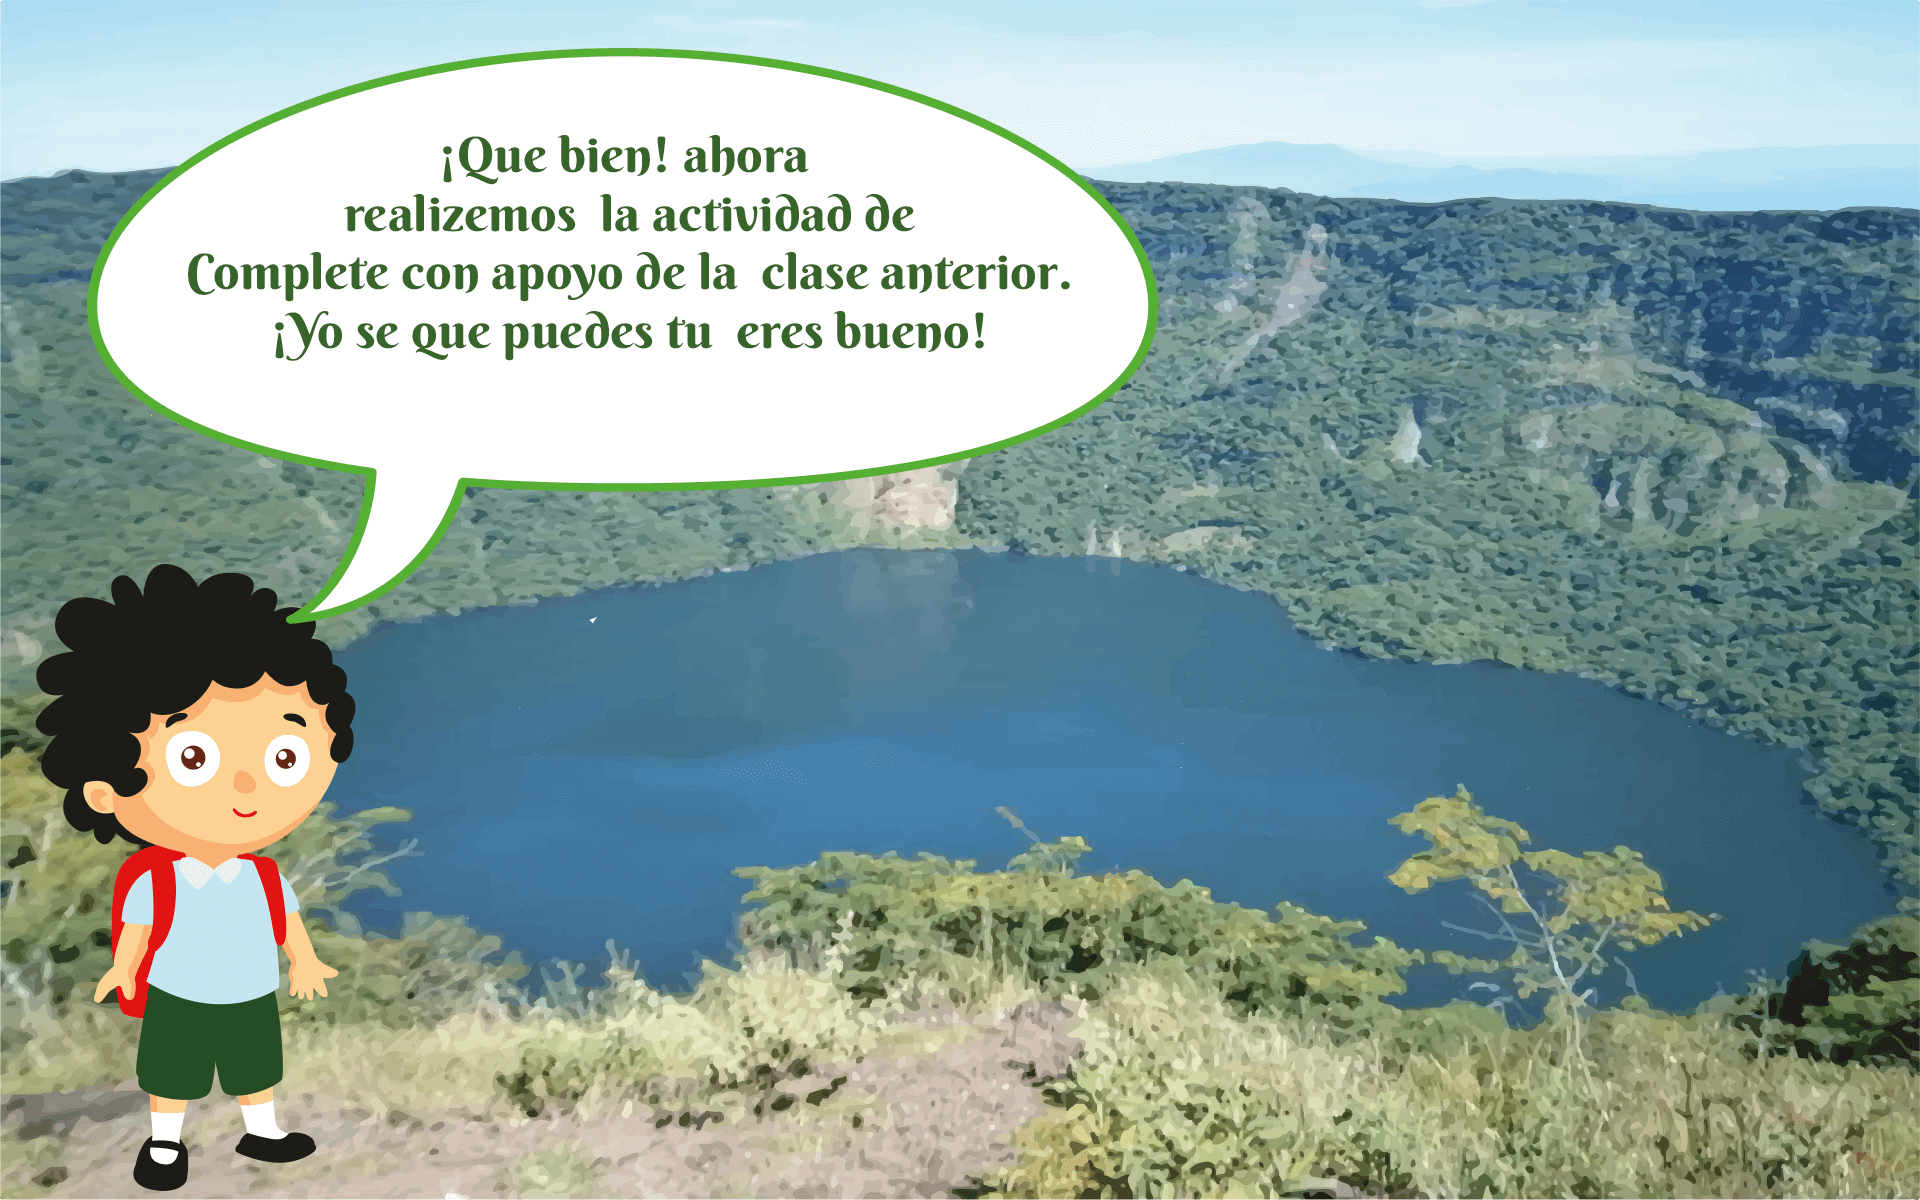 ¡Que bien! ahora
realizemos la actividad de
Complete con apoyo de la clase anterior.
¡Yo se que puedes tu eres bueno!